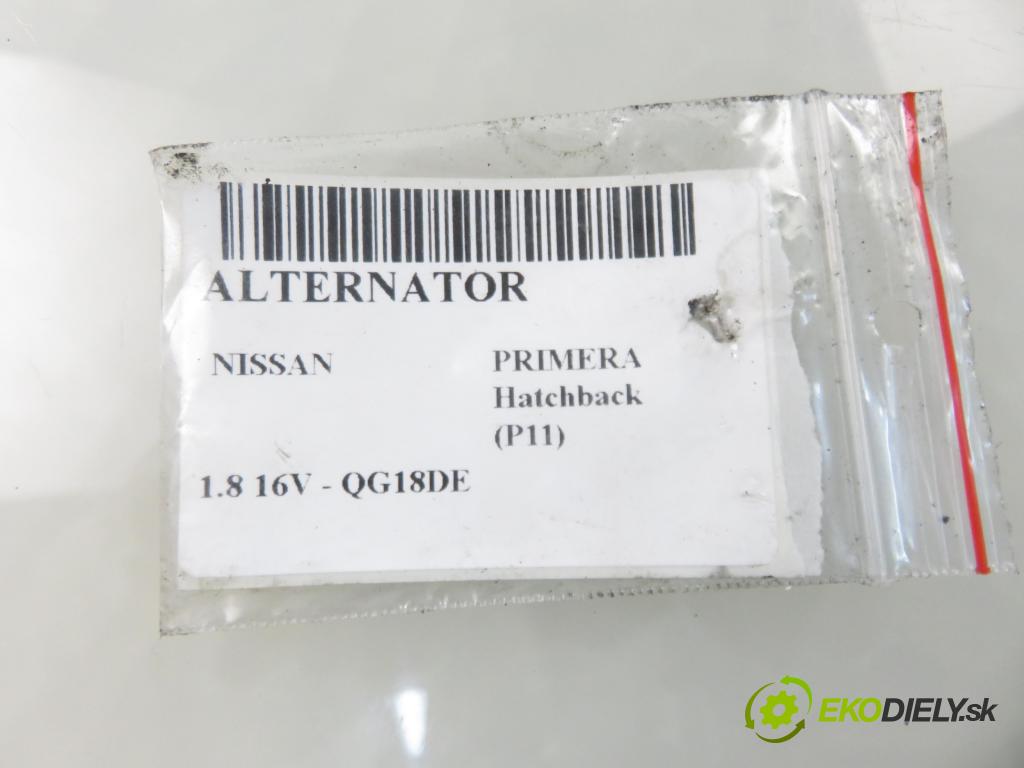 ALTERNATOR
NISSAN
PRIMERA
Hatchback
(P11)
1.8 16V - QG18DE
EKODIELY.sk